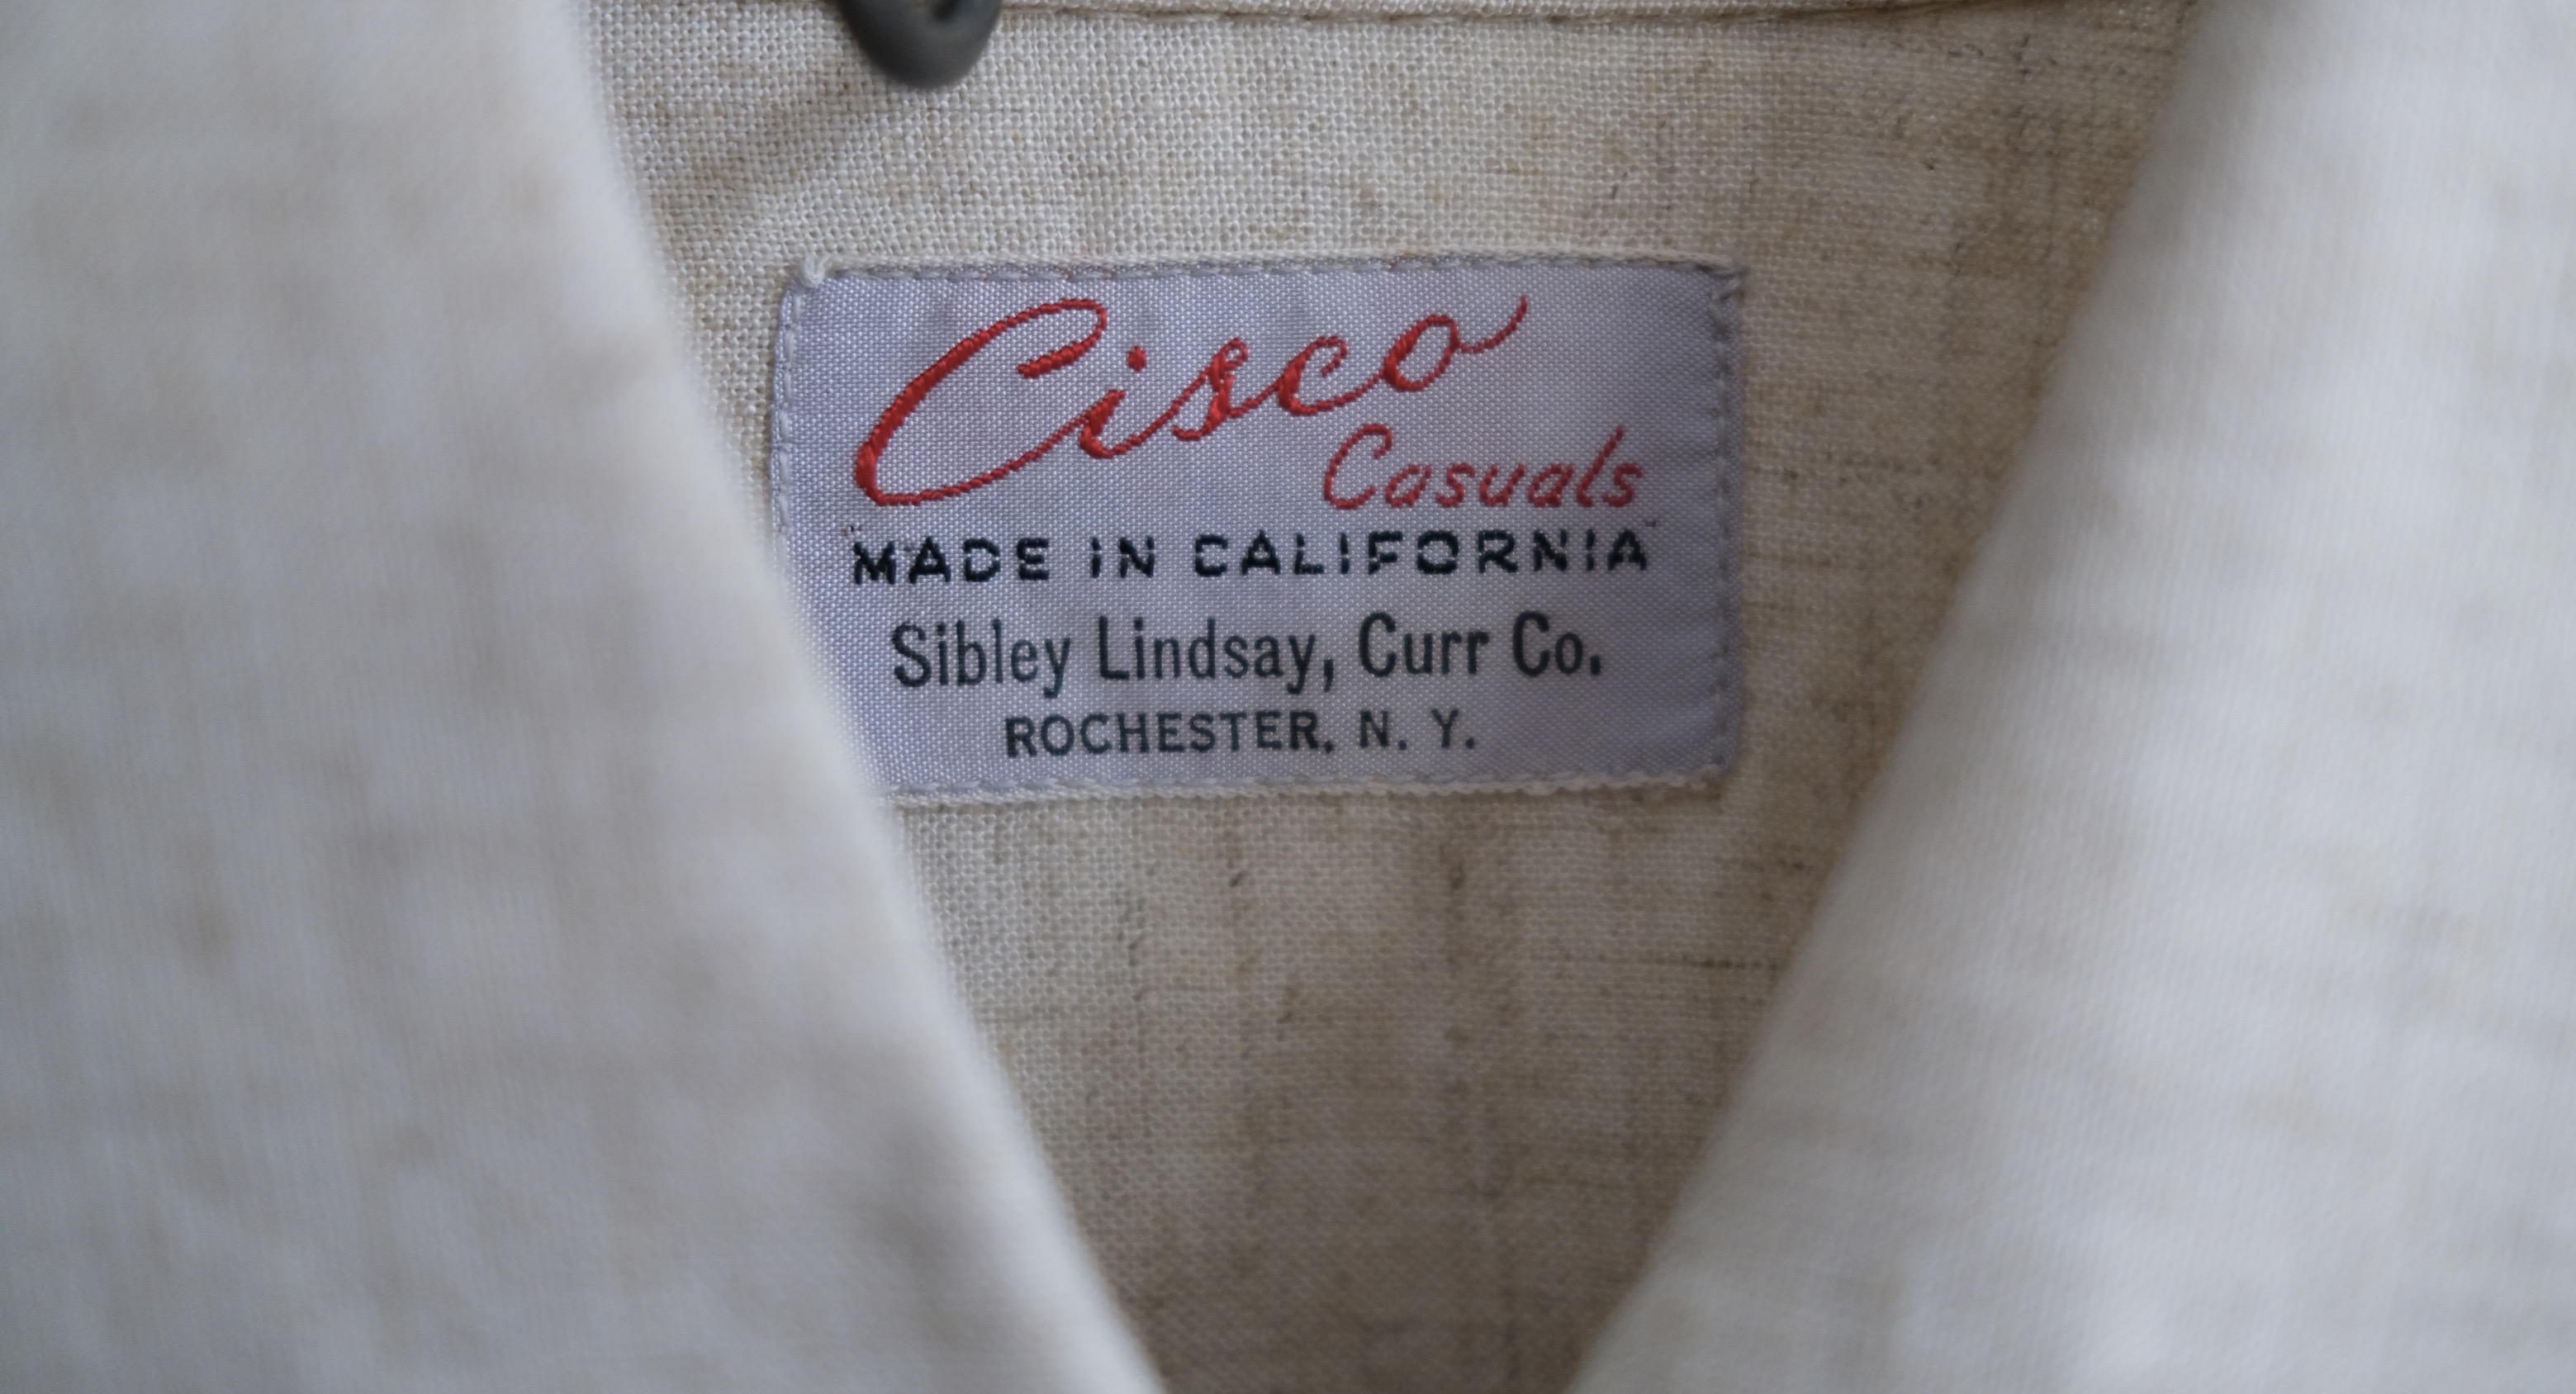 Cisco
Casuals
"MADE IN CALIFORNIA"
Sibley Lindsay, Curr Co.
ROCHESTER, N. Y.